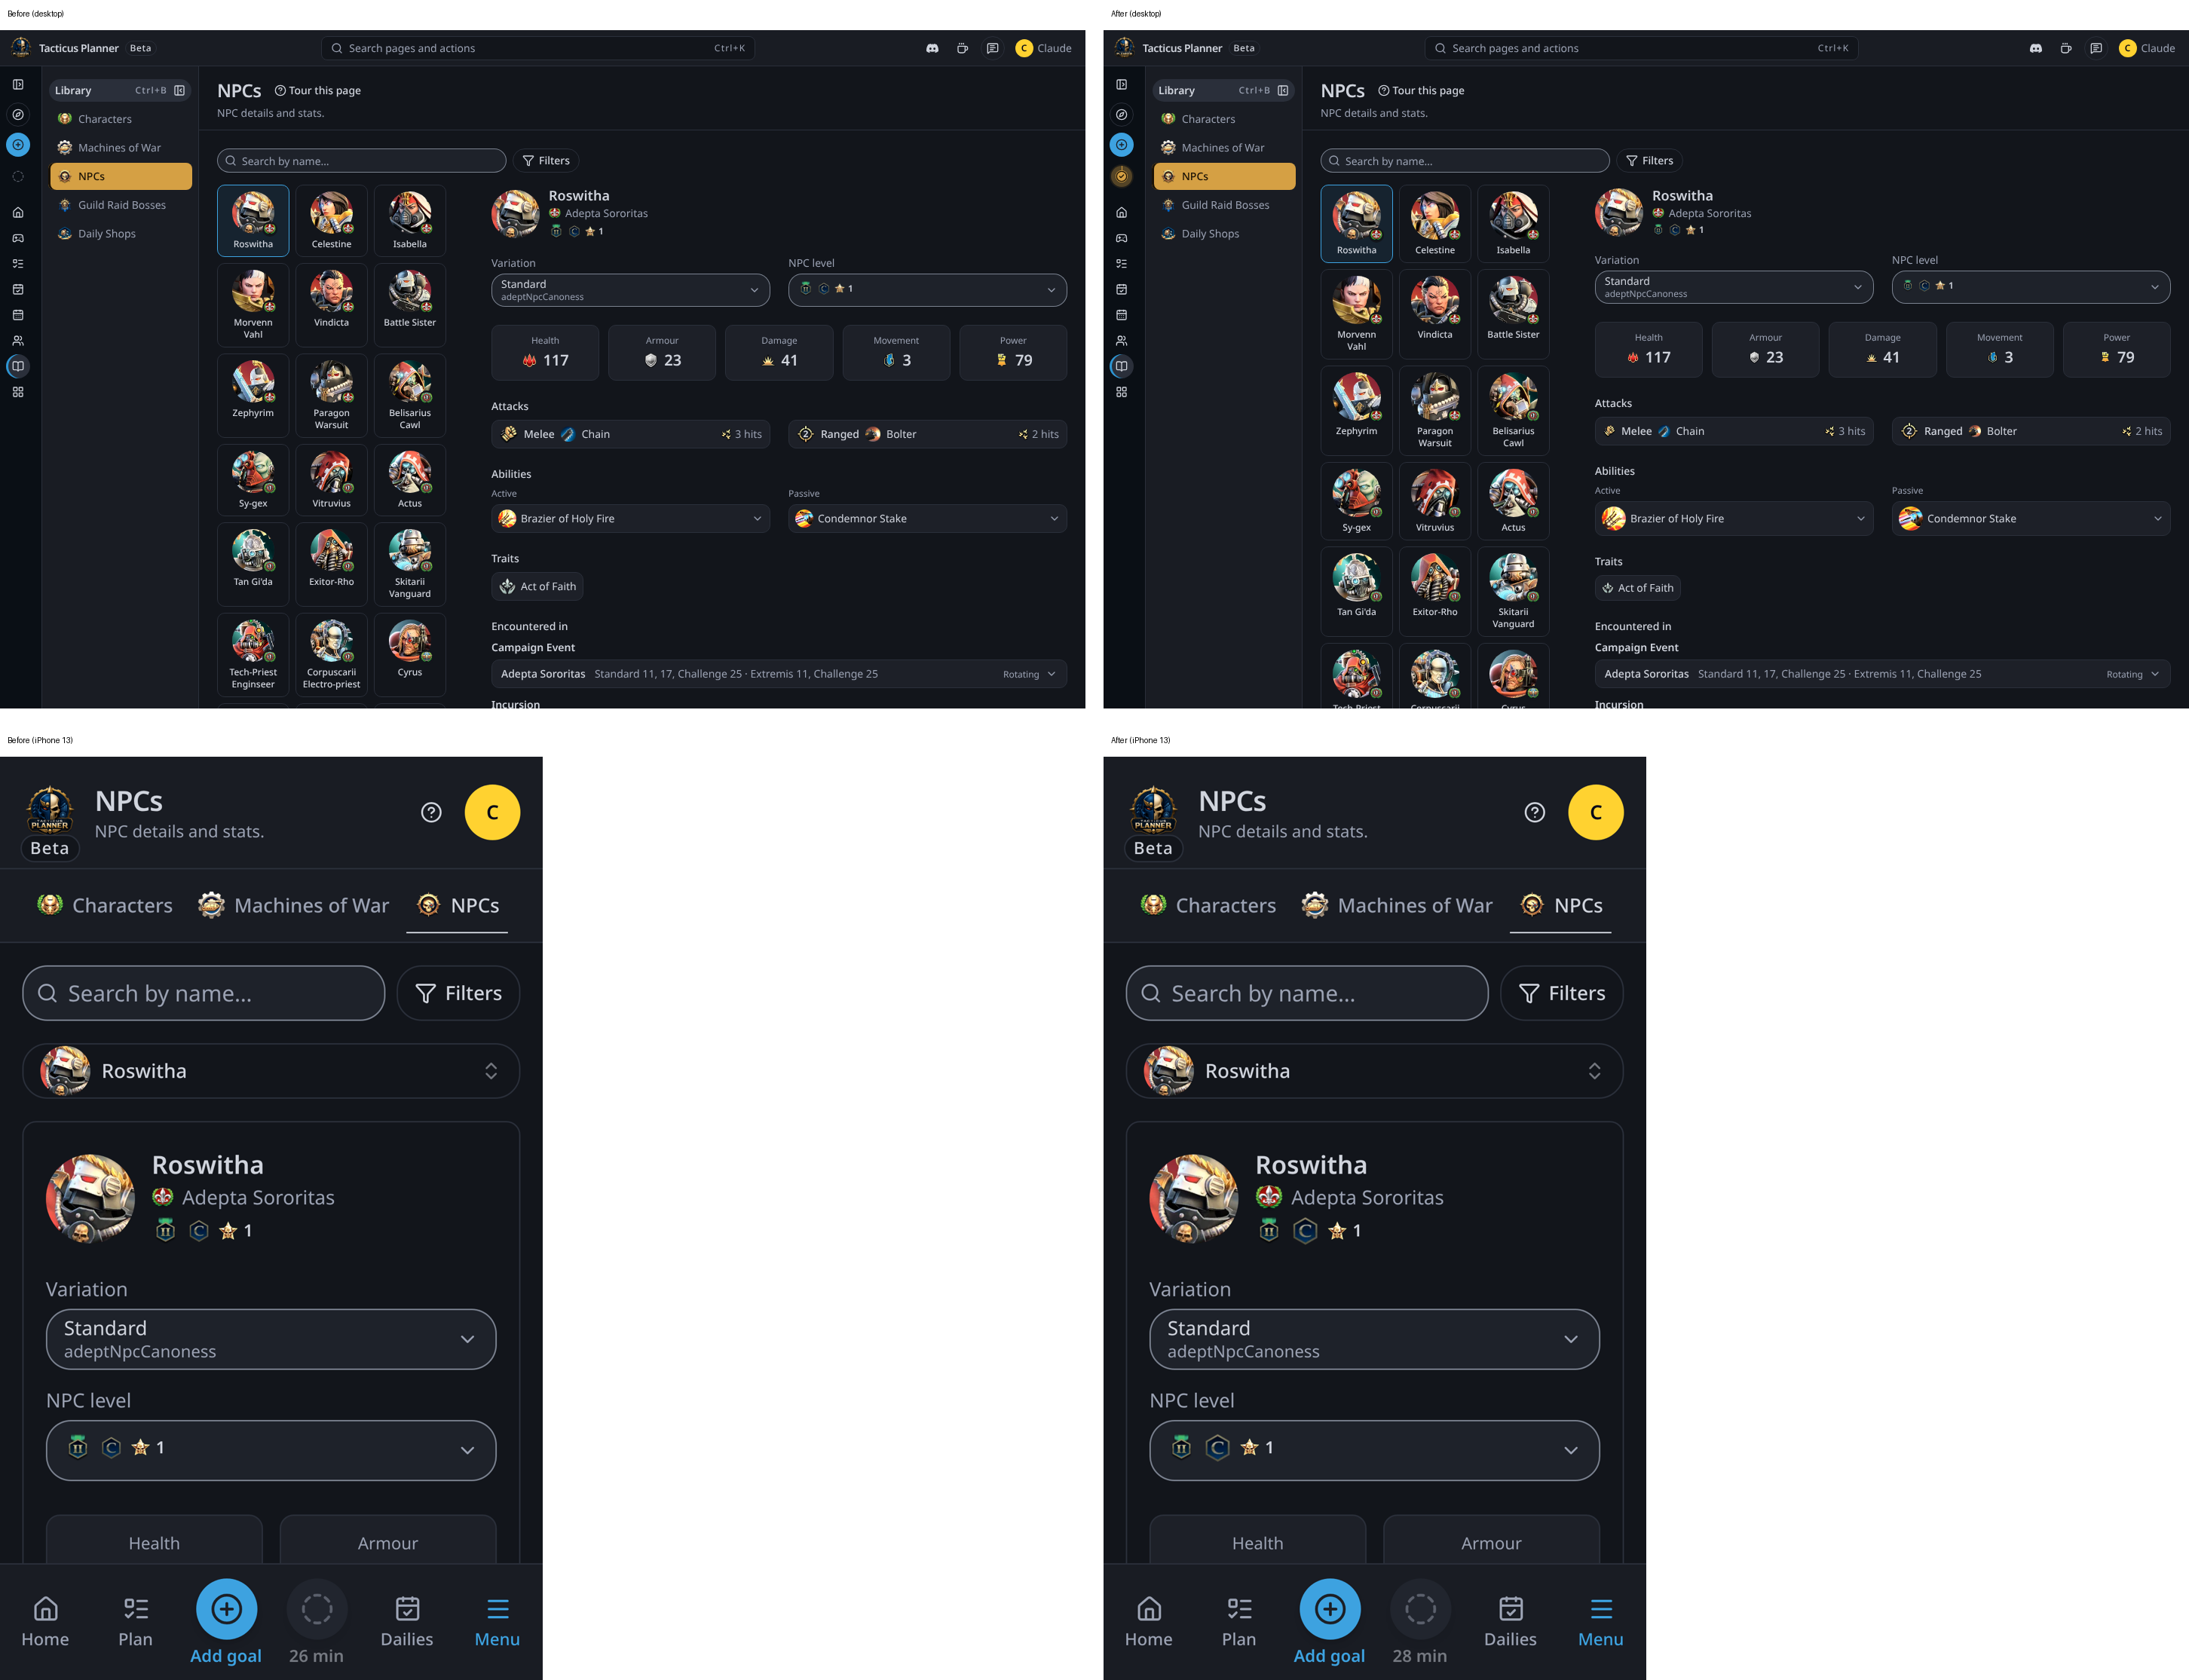 Before (desktop)
Tacticus Planner Beta
Search pages and actions Ctrl+K
C Claude
Library Ctrl+B
Characters
Machines of War
NPCs
Guild Raid Bosses
Daily Shops
NPCs Tour this page
NPC details and stats.
Search by name... Filters
Roswitha Celestine Isabella
Morvenn Vahl Vindicta Battle Sister
Zephyrim Paragon Warsuit Belisarius Cawl
Sy-gex Vitruvius Actus
Tan Gi'da Exitor-Rho Skitarii Vanguard
Tech-Priest Enginseer Corpuscarii Electro-priest Cyrus
Roswitha
Adepta Sororitas
II C 1
Variation NPC level
Standard
adeptNpcCanoness
II C 1
Health Armour Damage Movement Power
117 23 41 3 79
Attacks
Melee Chain 3 hits 2 Ranged Bolter 2 hits
Abilities
Active Passive
Brazier of Holy Fire Condemnor Stake
Traits
Act of Faith
Encountered in
Campaign Event
Adepta Sororitas Standard 11, 17, Challenge 25 · Extremis 11, Challenge 25 Rotating
Incursion
After (desktop)
Tacticus Planner Beta
Search pages and actions Ctrl+K
C Claude
Library Ctrl+B
Characters
Machines of War
NPCs
Guild Raid Bosses
Daily Shops
NPCs Tour this page
NPC details and stats.
Search by name... Filters
Roswitha Celestine Isabella
Morvenn Vahl Vindicta Battle Sister
Zephyrim Paragon Warsuit Belisarius Cawl
Sy-gex Vitruvius Actus
Tan Gi'da Exitor-Rho Skitarii Vanguard
Tech-Priest Corpuscarii Cyrus
Roswitha
Adepta Sororitas
II C 1
Variation NPC level
Standard
adeptNpcCanoness
II C 1
Health Armour Damage Movement Power
117 23 41 3 79
Attacks
Melee Chain 3 hits 2 Ranged Bolter 2 hits
Abilities
Active Passive
Brazier of Holy Fire Condemnor Stake
Traits
Act of Faith
Encountered in
Campaign Event
Adepta Sororitas Standard 11, 17, Challenge 25 · Extremis 11, Challenge 25 Rotating
Incursion
Before (iPhone 13)
PLANNER
Beta
NPCs
NPC details and stats.
C
Characters Machines of War NPCs
Search by name... Filters
Roswitha
Roswitha
Adepta Sororitas
II C 1
Variation
Standard
adeptNpcCanoness
NPC level
II C 1
Health Armour
Home Plan Add goal 26 min Dailies Menu
After (iPhone 13)
PLANNER
Beta
NPCs
NPC details and stats.
C
Characters Machines of War NPCs
Search by name... Filters
Roswitha
Roswitha
Adepta Sororitas
II C 1
Variation
Standard
adeptNpcCanoness
NPC level
II C 1
Health Armour
Home Plan Add goal 28 min Dailies Menu